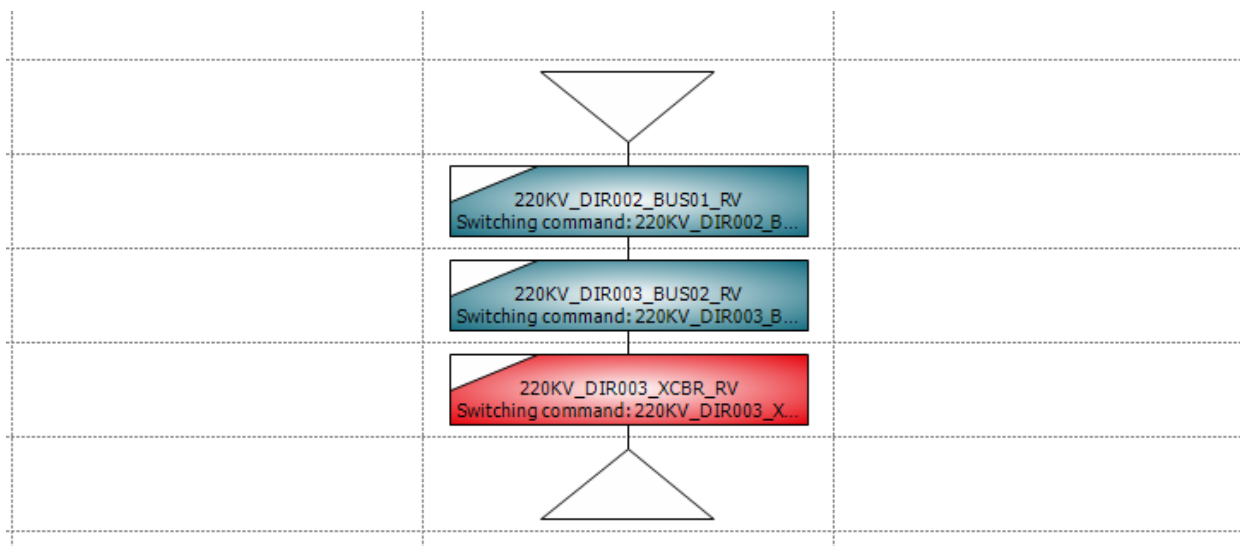 220KV_DIR002_BUS01_RV
Switching command: 220KV_DIR002_B...
220KV_DIR003_BUS02_RV
Switching command: 220KV_DIR003_B...
220KV_DIR003_XCBR_RV
Switching command: 220KV_DIR003_X...